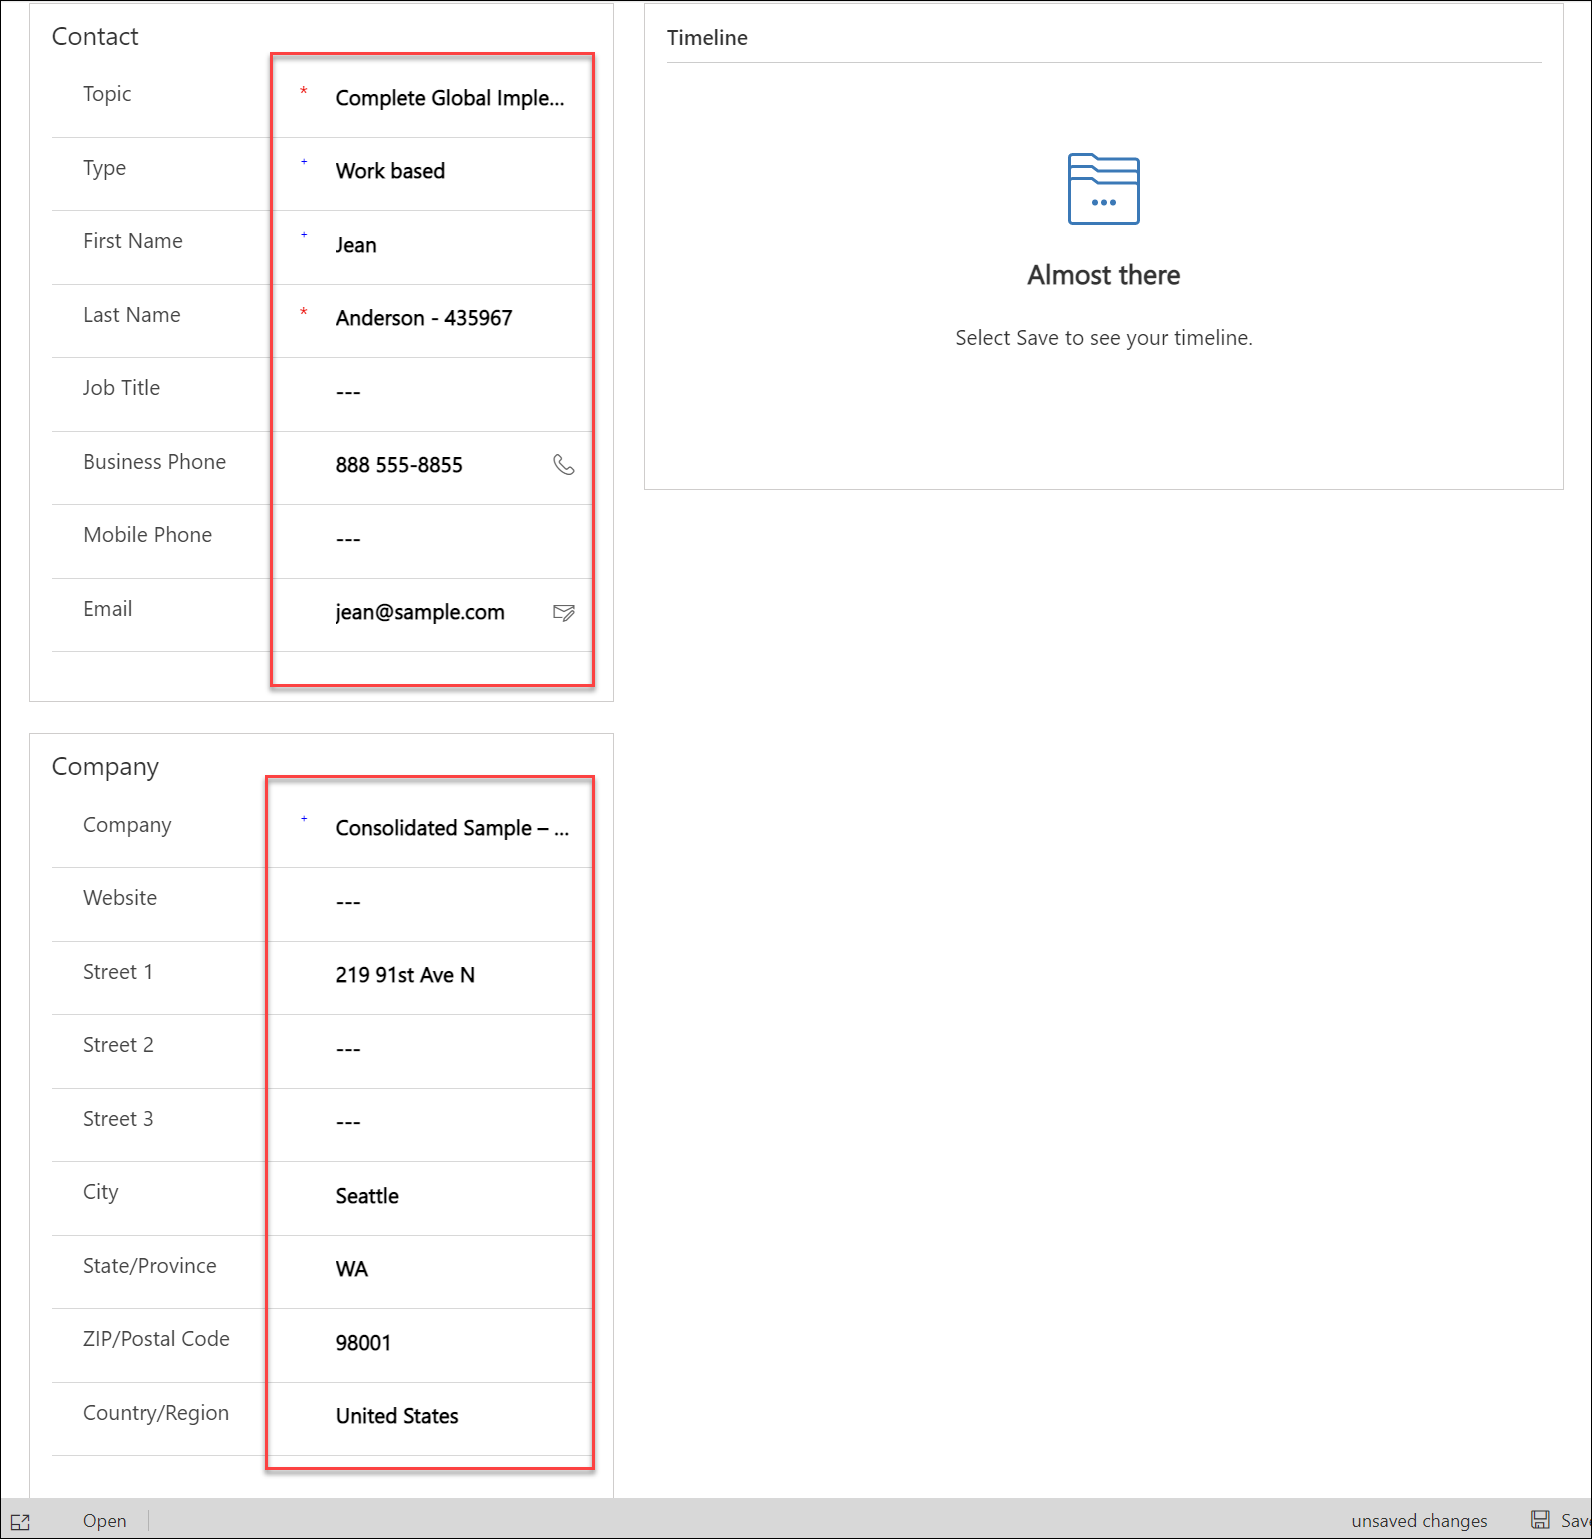 Contact
Topic * Complete Global Imple...
Type + Work based
First Name + Jean
Last Name * Anderson - 435967
Job Title ---
Business Phone 888 555-8855
Mobile Phone ---
Email jean@sample.com
Timeline
Almost there
Select Save to see your timeline.
Company
Company + Consolidated Sample – ...
Website ---
Street 1 219 91st Ave N
Street 2 ---
Street 3 ---
City Seattle
State/Province WA
ZIP/Postal Code 98001
Country/Region United States
Open unsaved changes Sav